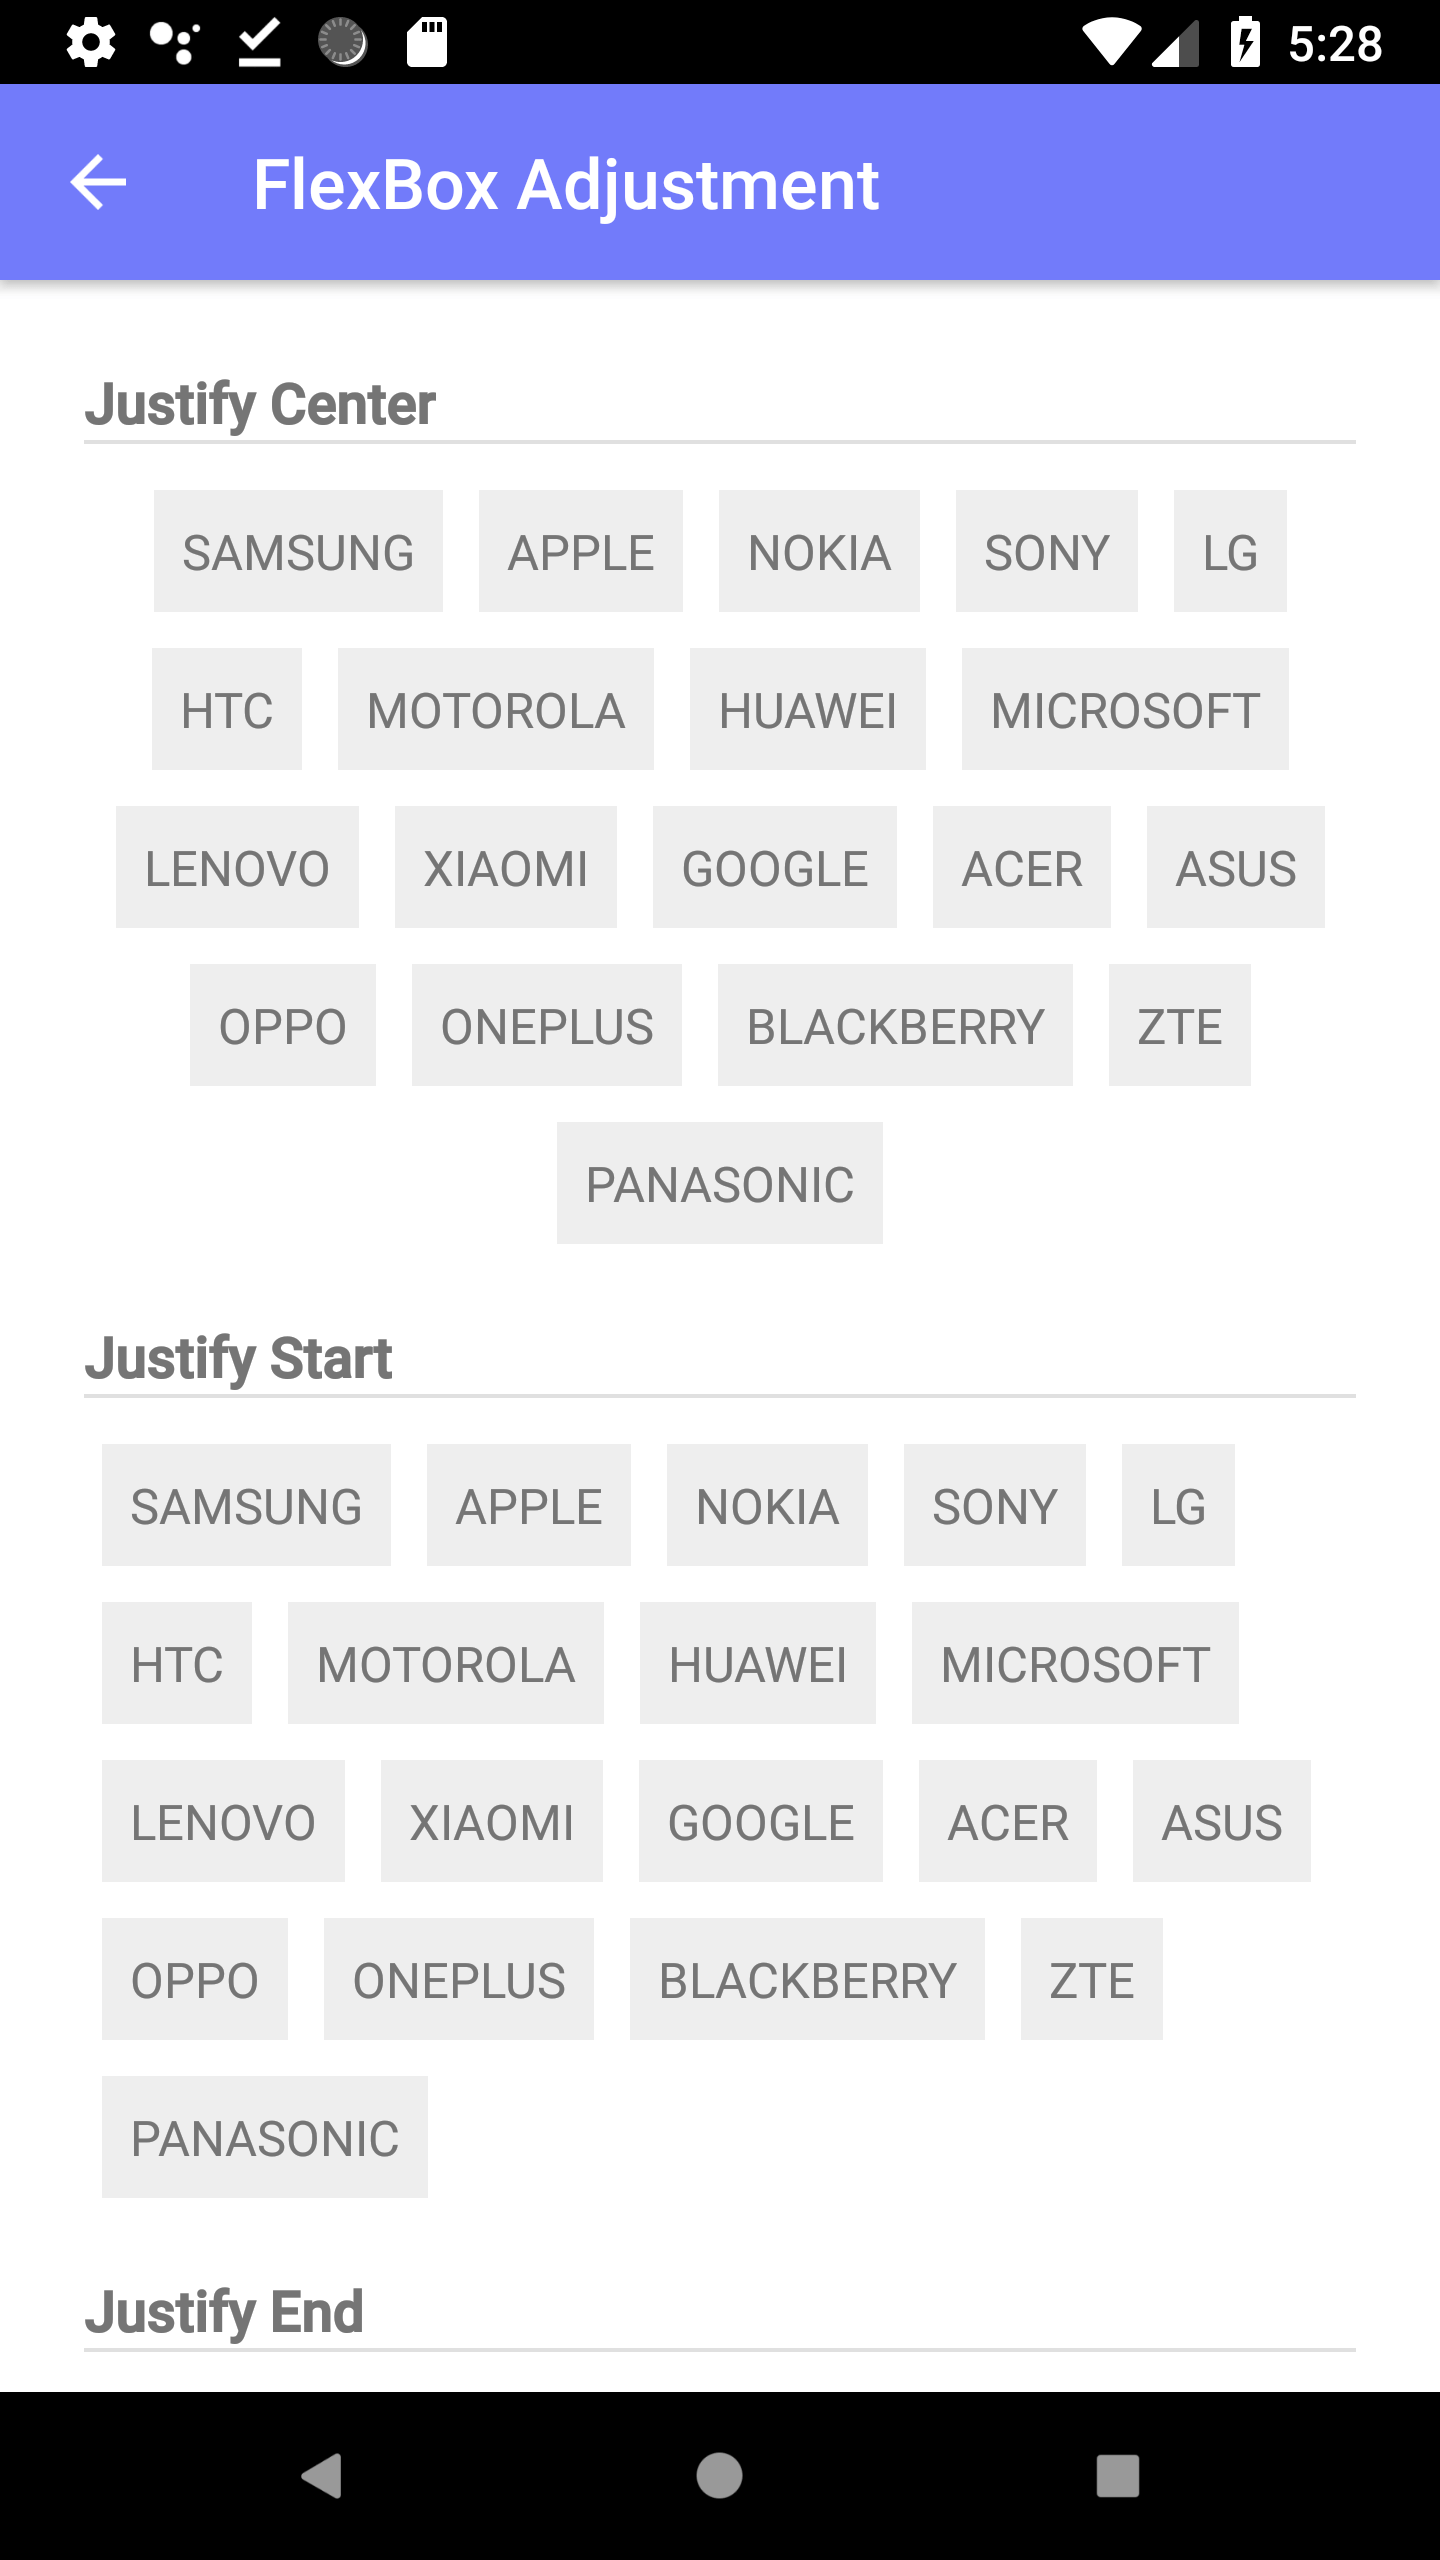 5:28
FlexBox Adjustment
Justify Center
SAMSUNG APPLE NOKIA SONY LG
HTC MOTOROLA HUAWEI MICROSOFT
LENOVO XIAOMI GOOGLE ACER ASUS
OPPO ONEPLUS BLACKBERRY ZTE
PANASONIC
Justify Start
SAMSUNG APPLE NOKIA SONY LG
HTC MOTOROLA HUAWEI MICROSOFT
LENOVO XIAOMI GOOGLE ACER ASUS
OPPO ONEPLUS BLACKBERRY ZTE
PANASONIC
Justify End